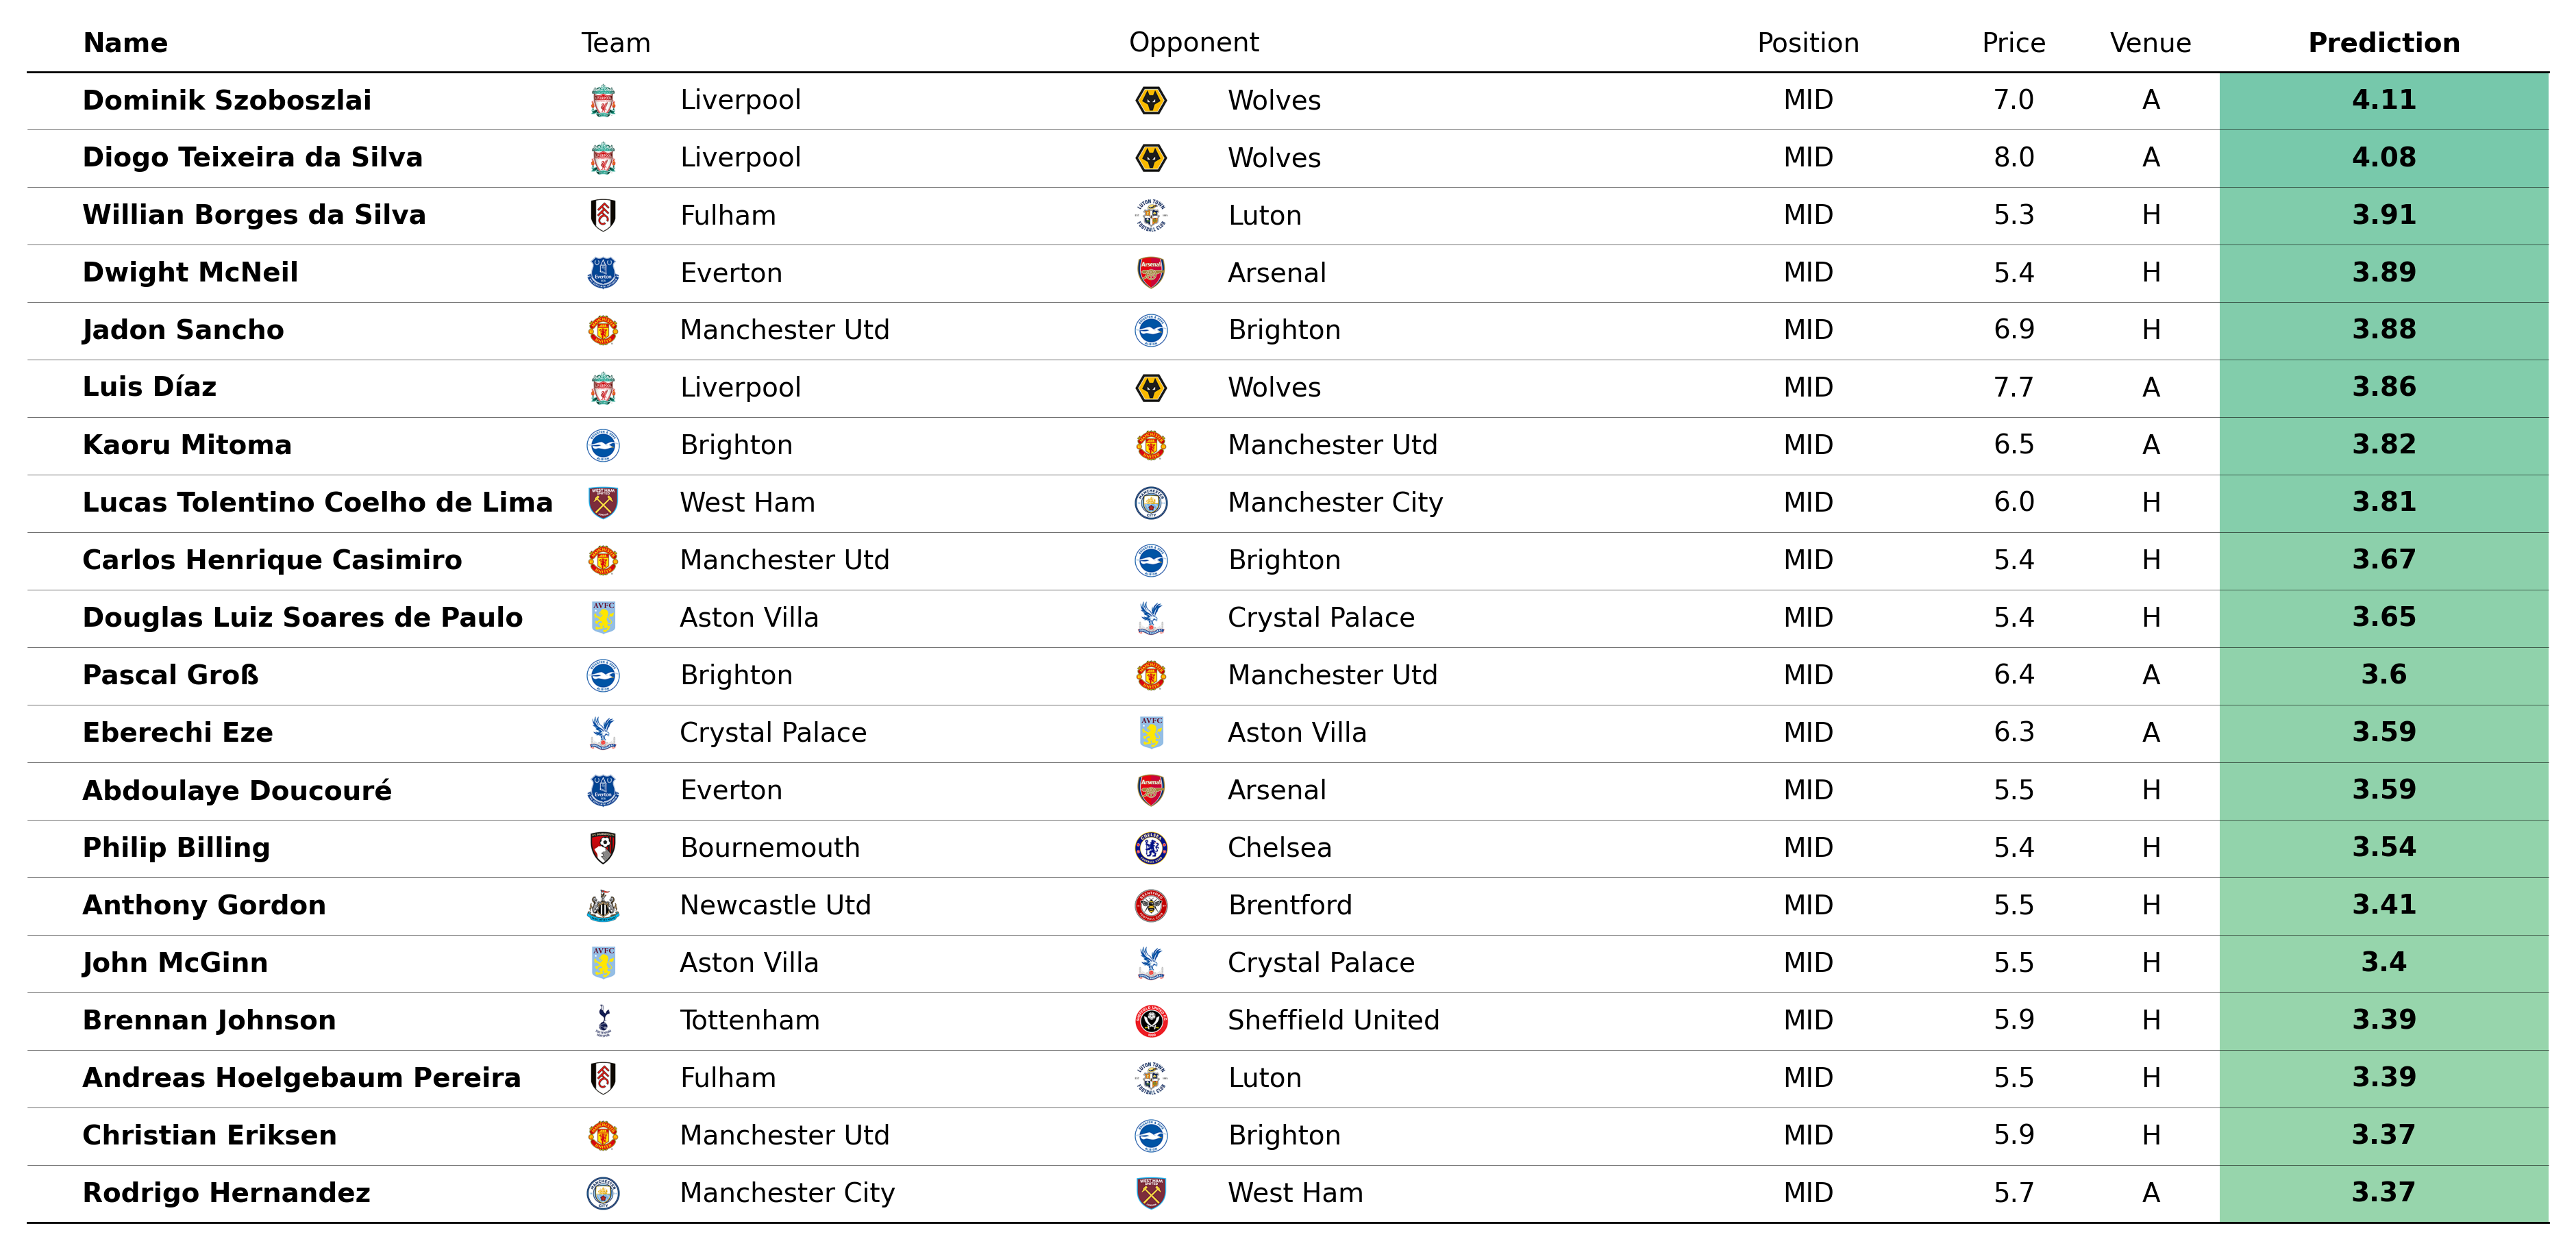 Name Team Opponent Position Price Venue Prediction
Dominik Szoboszlai Liverpool Wolves MID 7.0 A 4.11
Diogo Teixeira da Silva Liverpool Wolves MID 8.0 A 4.08
Willian Borges da Silva Fulham Luton MID 5.3 H 3.91
Dwight McNeil Everton Arsenal MID 5.4 H 3.89
Jadon Sancho Manchester Utd Brighton MID 6.9 H 3.88
Luis Díaz Liverpool Wolves MID 7.7 A 3.86
Kaoru Mitoma Brighton Manchester Utd MID 6.5 A 3.82
Lucas Tolentino Coelho de Lima West Ham Manchester City MID 6.0 H 3.81
Carlos Henrique Casimiro Manchester Utd Brighton MID 5.4 H 3.67
Douglas Luiz Soares de Paulo Aston Villa Crystal Palace MID 5.4 H 3.65
Pascal Groß Brighton Manchester Utd MID 6.4 A 3.6
Eberechi Eze Crystal Palace Aston Villa MID 6.3 A 3.59
Abdoulaye Doucouré Everton Arsenal MID 5.5 H 3.59
Philip Billing Bournemouth Chelsea MID 5.4 H 3.54
Anthony Gordon Newcastle Utd Brentford MID 5.5 H 3.41
John McGinn Aston Villa Crystal Palace MID 5.5 H 3.4
Brennan Johnson Tottenham Sheffield United MID 5.9 H 3.39
Andreas Hoelgebaum Pereira Fulham Luton MID 5.5 H 3.39
Christian Eriksen Manchester Utd Brighton MID 5.9 H 3.37
Rodrigo Hernandez Manchester City West Ham MID 5.7 A 3.37